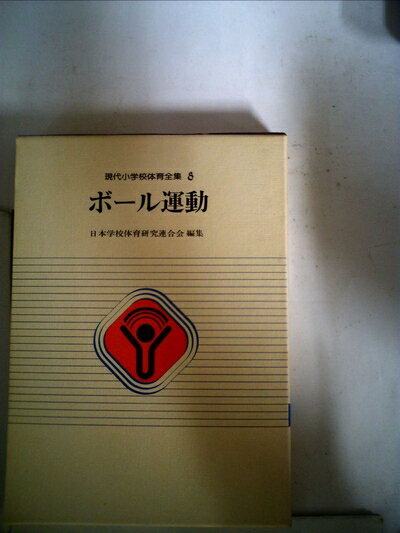 現代小学校体育全集 8
ボール運動
日本学校体育研究連合会 編集